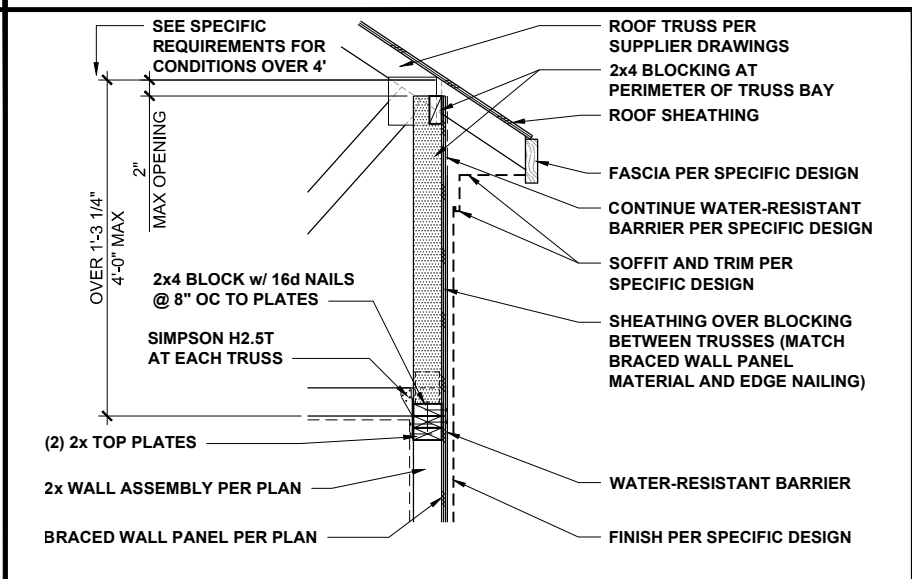 SEE SPECIFIC
REQUIREMENTS FOR
CONDITIONS OVER 4'
ROOF TRUSS PER
SUPPLIER DRAWINGS
2x4 BLOCKING AT
PERIMETER OF TRUSS BAY
ROOF SHEATHING
FASCIA PER SPECIFIC DESIGN
CONTINUE WATER-RESISTANT
BARRIER PER SPECIFIC DESIGN
SOFFIT AND TRIM PER
SPECIFIC DESIGN
SHEATHING OVER BLOCKING
BETWEEN TRUSSES (MATCH
BRACED WALL PANEL
MATERIAL AND EDGE NAILING)
WATER-RESISTANT BARRIER
FINISH PER SPECIFIC DESIGN
OVER 1'-3 1/4"
4'-0" MAX
2"
MAX OPENING
2x4 BLOCK w/ 16d NAILS
@ 8" OC TO PLATES
SIMPSON H2.5T
AT EACH TRUSS
(2) 2x TOP PLATES
2x WALL ASSEMBLY PER PLAN
BRACED WALL PANEL PER PLAN